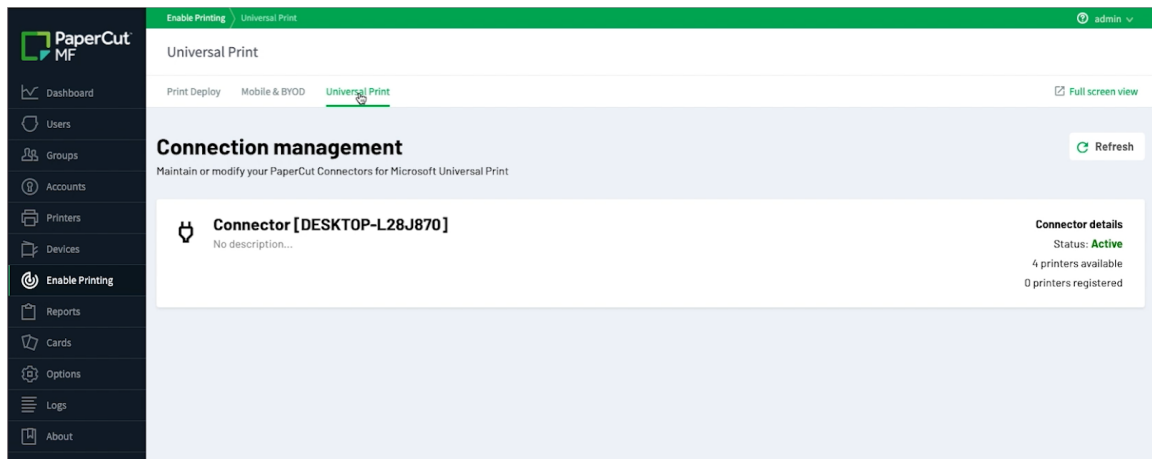 PaperCut
MF
Enable Printing
Universal Print
admin
Universal Print
Print Deploy
Mobile & BYOD
Universal Print
Full screen view
Dashboard
Users
Groups
Accounts
Printers
Devices
Enable Printing
Reports
Cards
Options
Logs
About
Connection management
Refresh
Maintain or modify your PaperCut Connectors for Microsoft Universal Print
Connector [DESKTOP-L28J870]
No description...
Connector details
Status: Active
4 printers available
0 printers registered